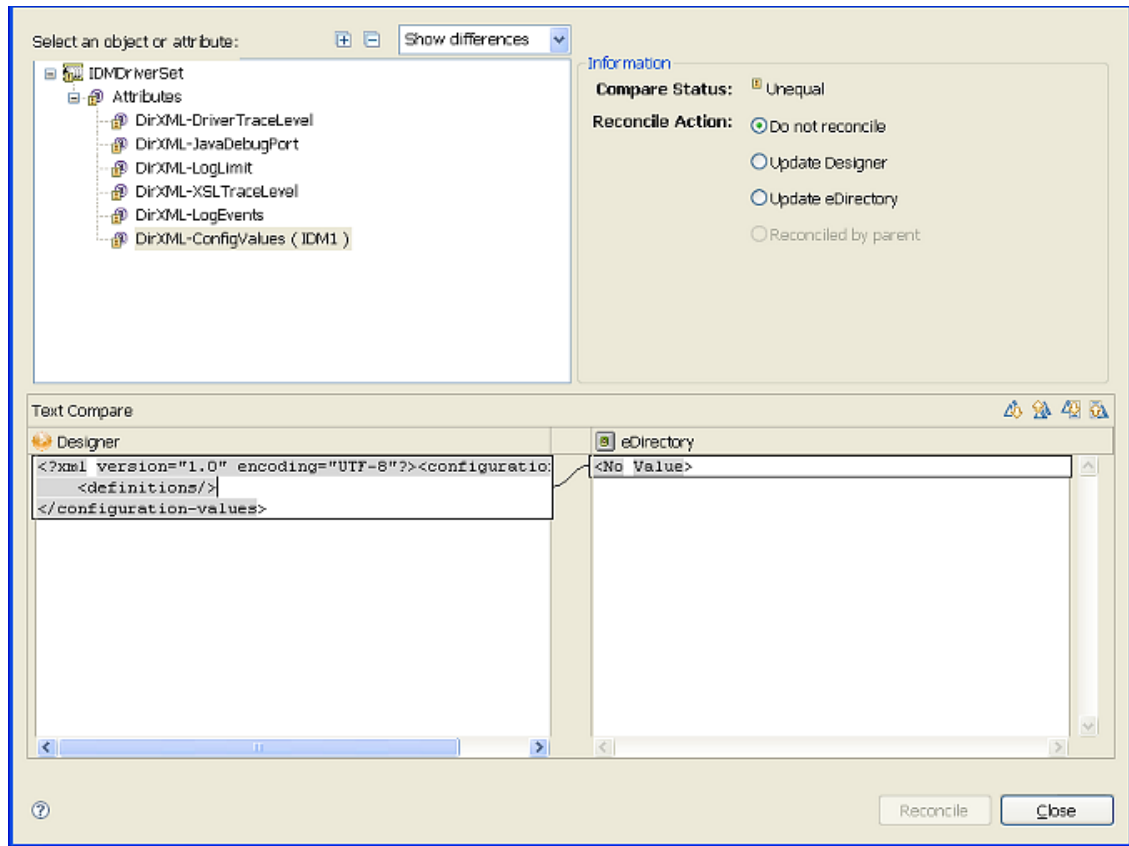 Select an object or attribute:
Show differences
IDMDriverSet
Attributes
DirXML-DriverTraceLevel
DirXML-JavaDebugPort
DirXML-LogLimit
DirXML-XSLTraceLevel
DirXML-LogEvents
DirXML-ConfigValues ( IDM1 )
Information
Compare Status: Unequal
Reconcile Action: Do not reconcile
Update Designer
Update eDirectory
Reconciled by parent
Text Compare
Designer
<?xml version="1.0" encoding="UTF-8"?><configuratio
<definitions/>
</configuration-values>
eDirectory
<No Value>
Reconcile
Close